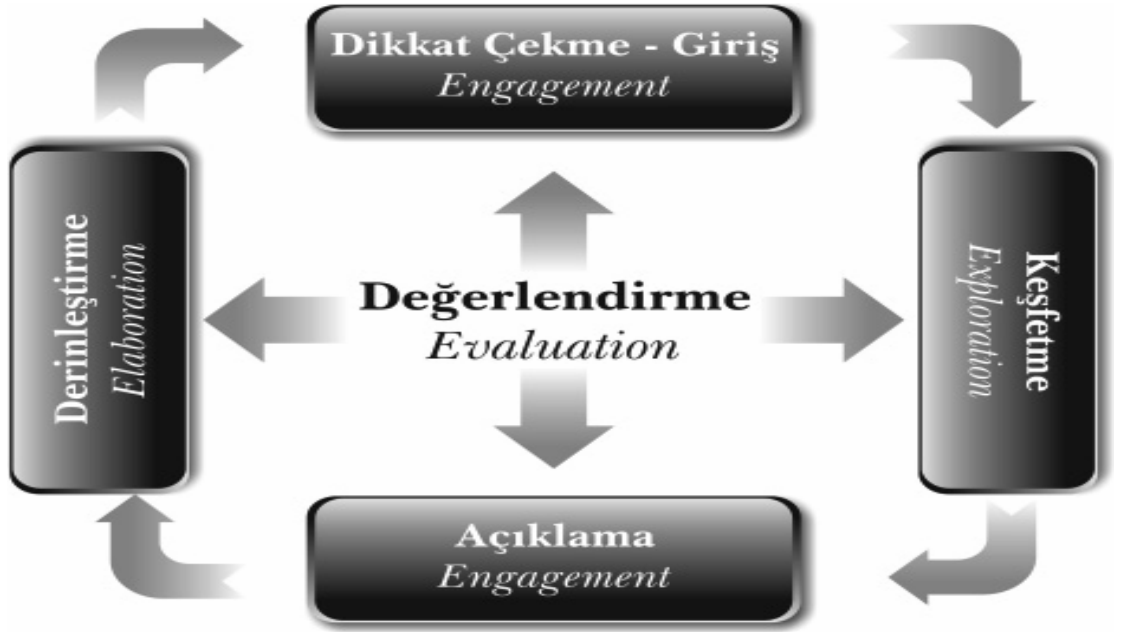 Dikkat Çekme - Giriş
Engagement
Keşfetme
Exploration
Açıklama
Engagement
Derinleştirme
Elaboration
Değerlendirme
Evaluation